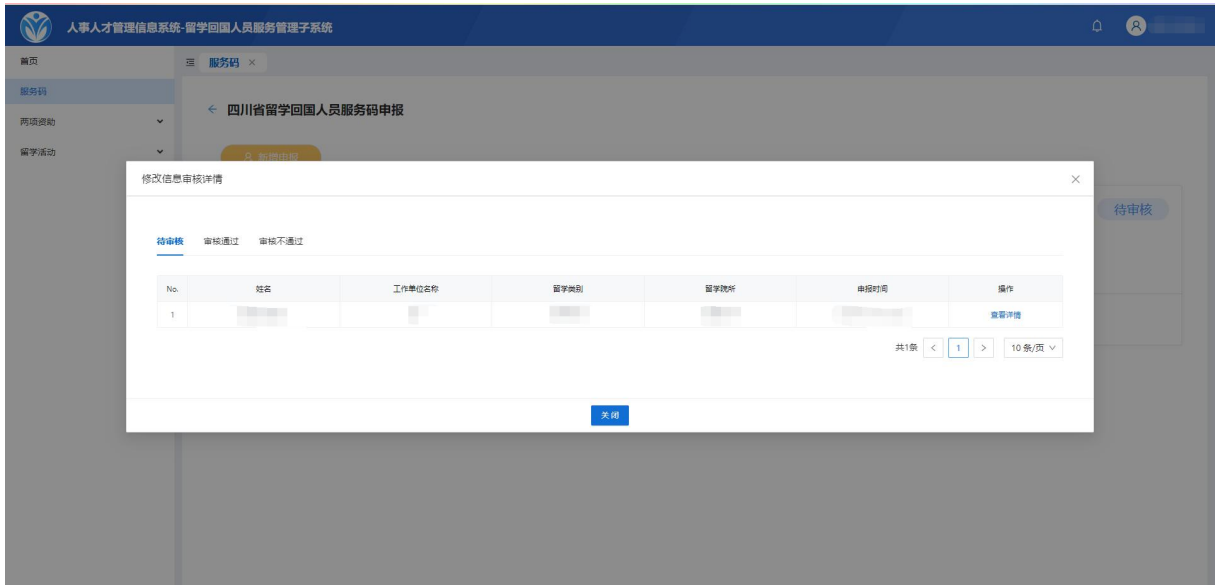 人事人才管理信息系统-留学回国人员服务管理子系统
首页
服务码 ×
服务码
← 四川省留学回国人员服务码申报
两项资助
留学活动
新增申报
修改信息审核详情
待审核
待审核 审核通过 审核不通过
No. 姓名 工作单位名称 留学类别 留学院所 申报时间 操作
1 查看详情
共1条 < 1 > 10 条/页
关闭